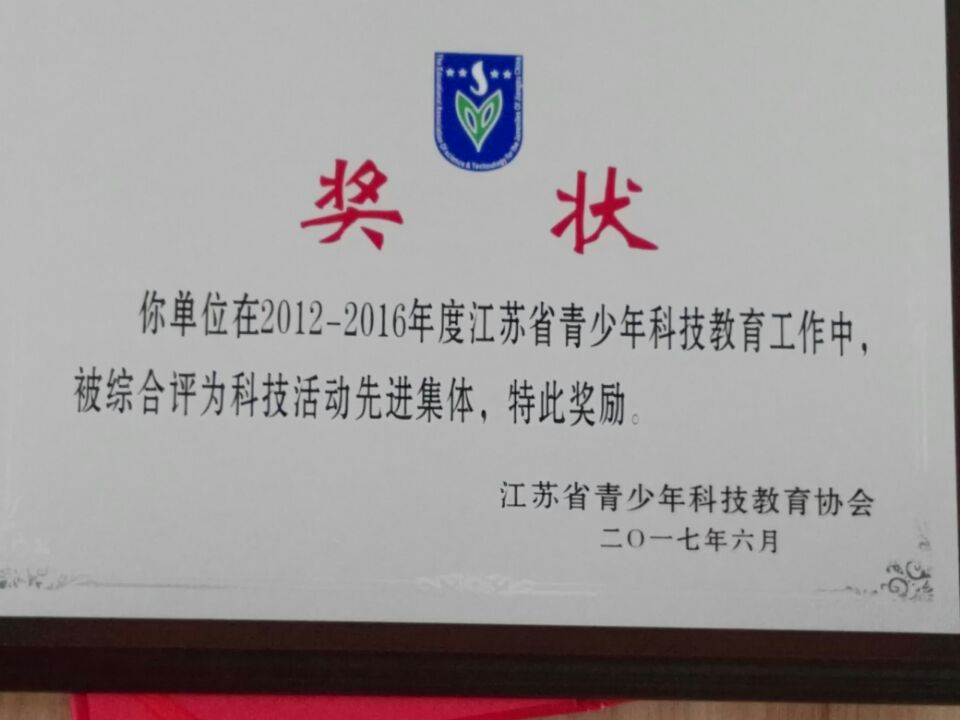 奖 状
你单位在2012-2016年度江苏省青少年科技教育工作中，
被综合评为科技活动先进集体，特此奖励。
江苏省青少年科技教育协会
二〇一七年六月